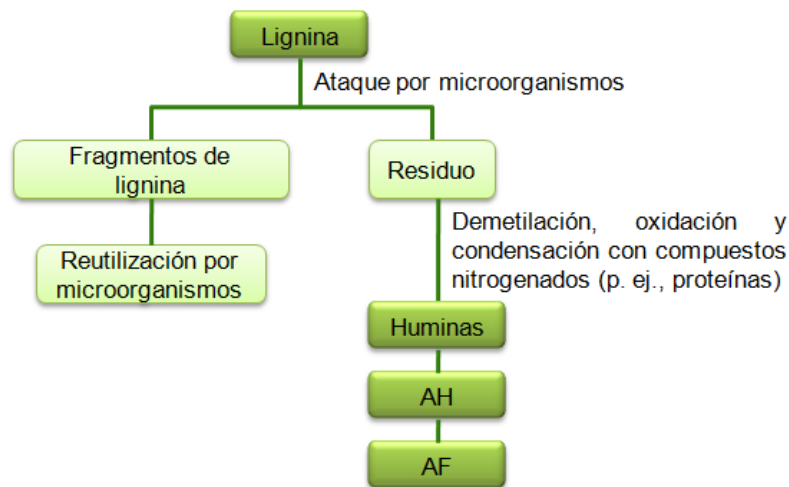 Lignina
Ataque por microorganismos
Fragmentos de
lignina
Residuo
Reutilización por
microorganismos
Demetilación, oxidación y
condensación con compuestos
nitrogenados (p. ej., proteínas)
Huminas
AH
AF